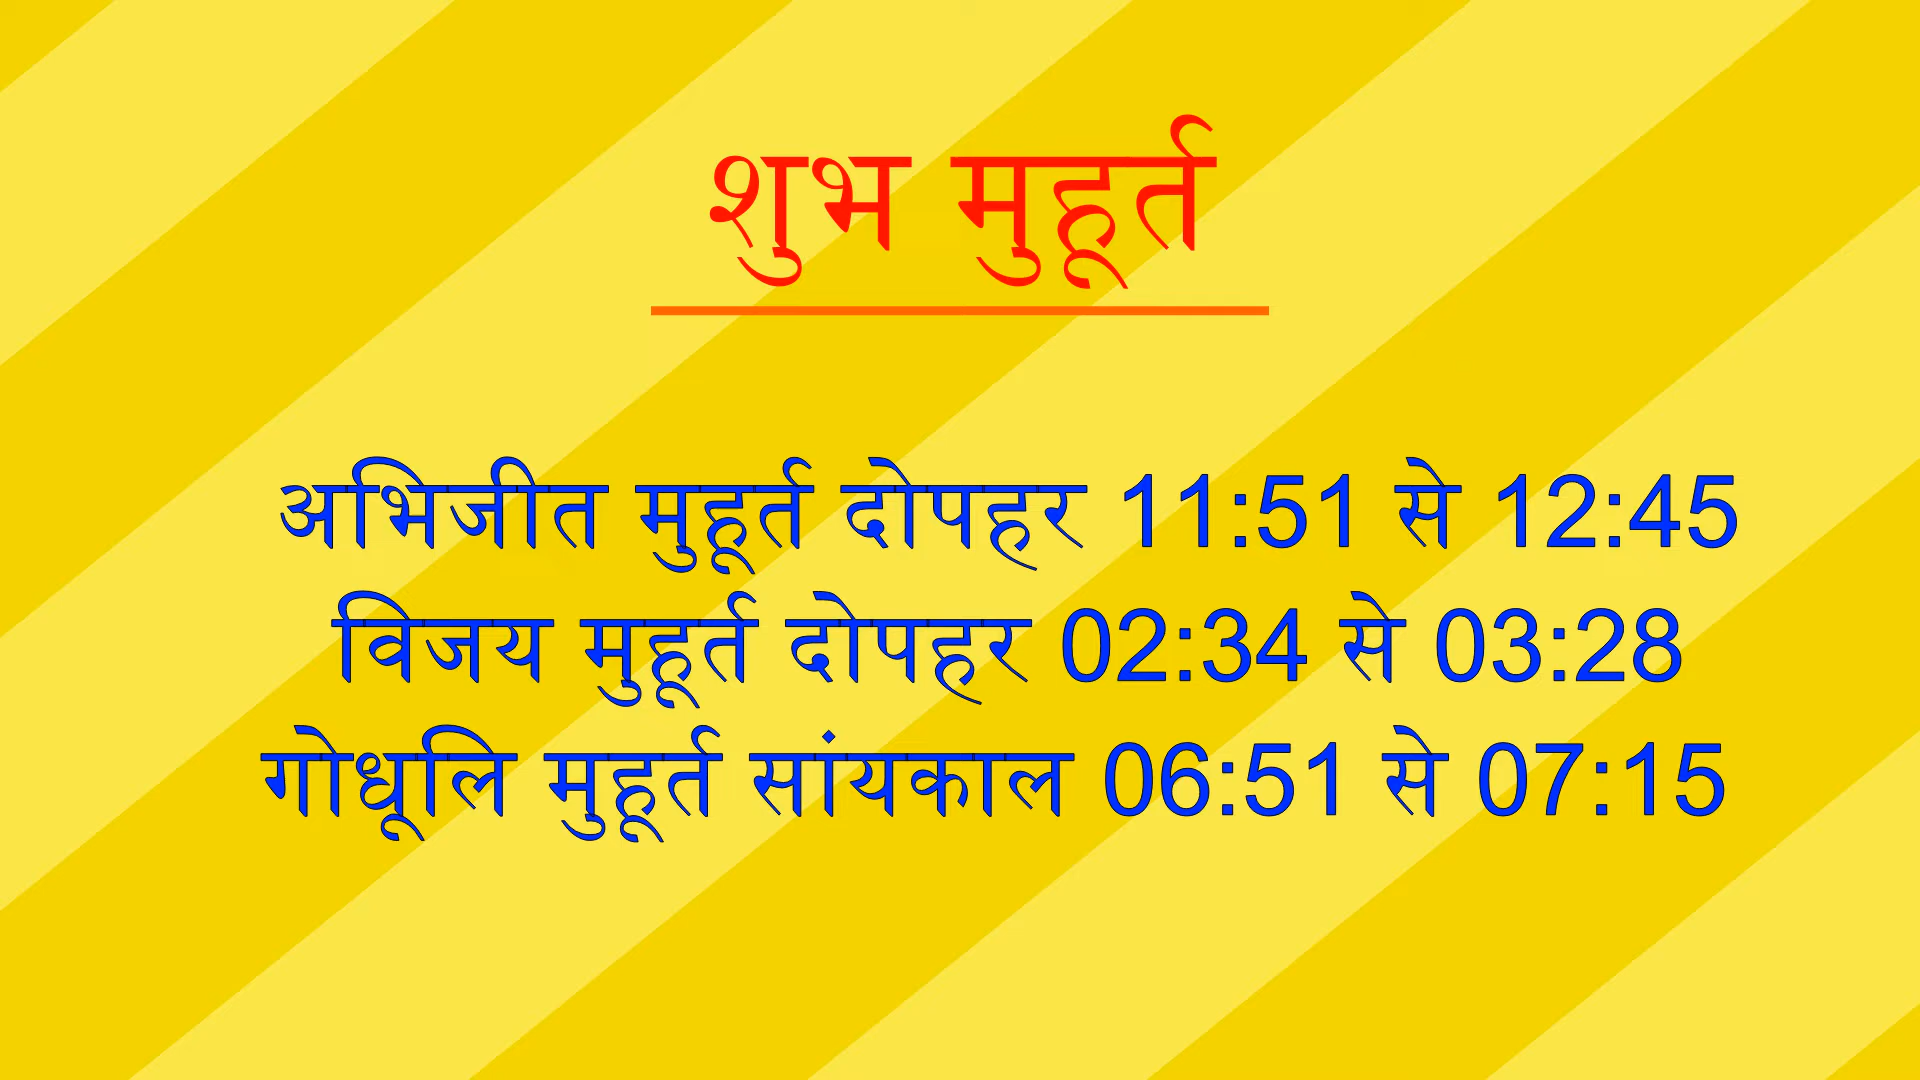 शुभ मुहूर्त
अभिजीत मुहूर्त दोपहर 11:51 से 12:45
विजय मुहूर्त दोपहर 02:34 से 03:28
गोधूलि मुहूर्त सांयकाल 06:51 से 07:15